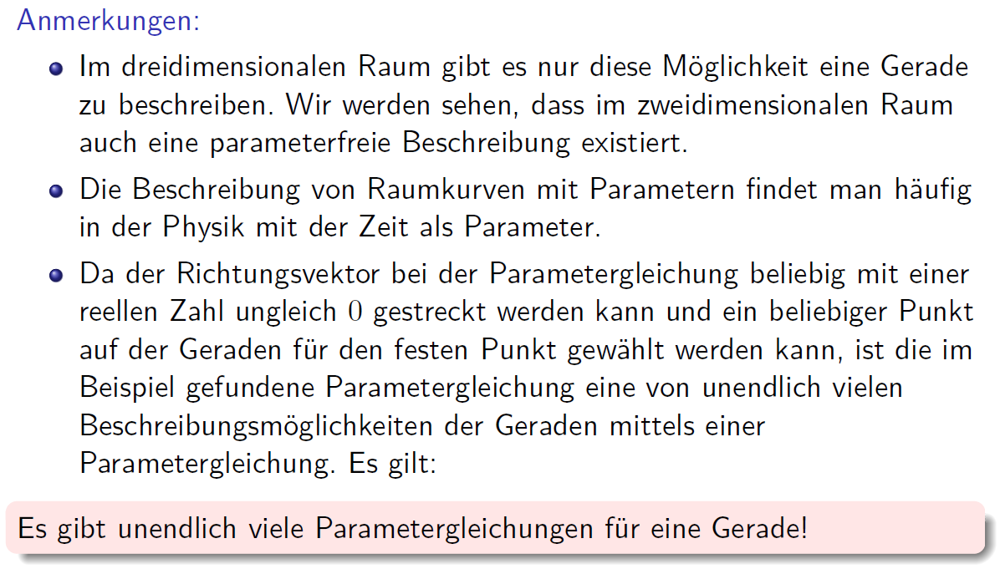 Anmerkungen:
Im dreidimensionalen Raum gibt es nur diese Möglichkeit eine Gerade
zu beschreiben. Wir werden sehen, dass im zweidimensionalen Raum
auch eine parameterfreie Beschreibung existiert.
Die Beschreibung von Raumkurven mit Parametern findet man häufig
in der Physik mit der Zeit als Parameter.
Da der Richtungsvektor bei der Parametergleichung beliebig mit einer
reellen Zahl ungleich 0 gestreckt werden kann und ein beliebiger Punkt
auf der Geraden für den festen Punkt gewählt werden kann, ist die im
Beispiel gefundene Parametergleichung eine von unendlich vielen
Beschreibungsmöglichkeiten der Geraden mittels einer
Parametergleichung. Es gilt:
Es gibt unendlich viele Parametergleichungen für eine Gerade!